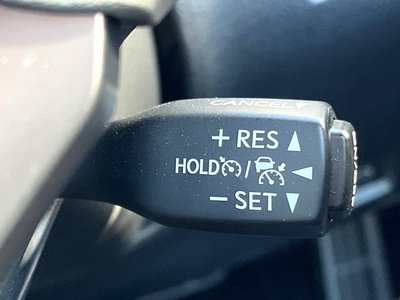 CANCEL▼
+ RES ▲
HOLD / ◄
− SET ▼